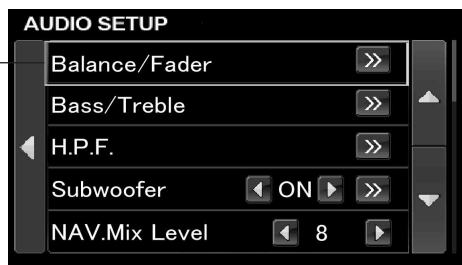 AUDIO SETUP
Balance/Fader
Bass/Treble
H.P.F.
Subwoofer ON
NAV.Mix Level 8